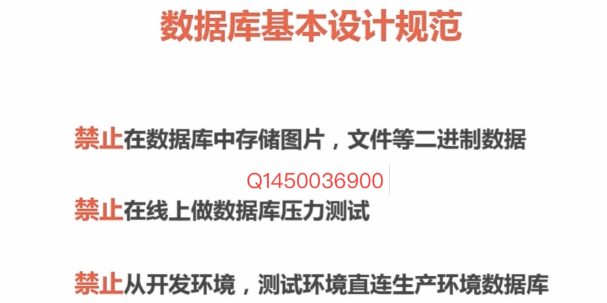 数据库基本设计规范
禁止在数据库中存储图片，文件等二进制数据
Q1450036900
禁止在线上做数据库压力测试
禁止从开发环境，测试环境直连生产环境数据库